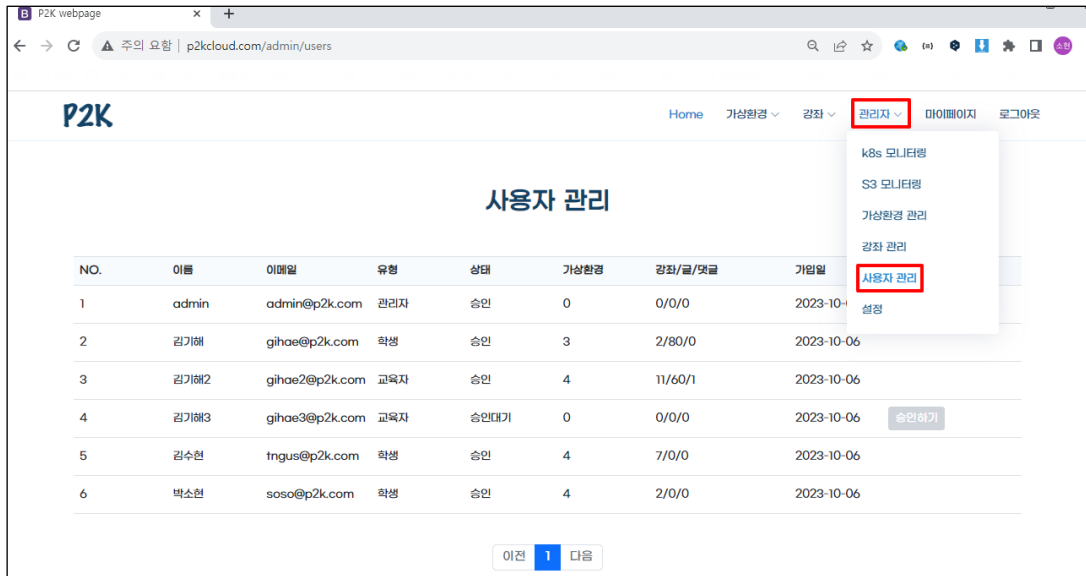 P2K webpage
주의 요함 | p2kcloud.com/admin/users
소현
P2K
Home 가상환경 강좌 관리자 마이페이지 로그아웃
k8s 모니터링
S3 모니터링
가상환경 관리
강좌 관리
사용자 관리
설정
사용자 관리
NO. 이름 이메일 유형 상태 가상환경 강좌/글/댓글 가입일
1 admin admin@p2k.com 관리자 승인 0 0/0/0 2023-10-
2 김기해 gihae@p2k.com 학생 승인 3 2/80/0 2023-10-06
3 김기해2 gihae2@p2k.com 교육자 승인 4 11/60/1 2023-10-06
4 김기해3 gihae3@p2k.com 교육자 승인대기 0 0/0/0 2023-10-06 승인하기
5 김수현 tngus@p2k.com 학생 승인 4 7/0/0 2023-10-06
6 박소현 soso@p2k.com 학생 승인 4 2/0/0 2023-10-06
이전 1 다음